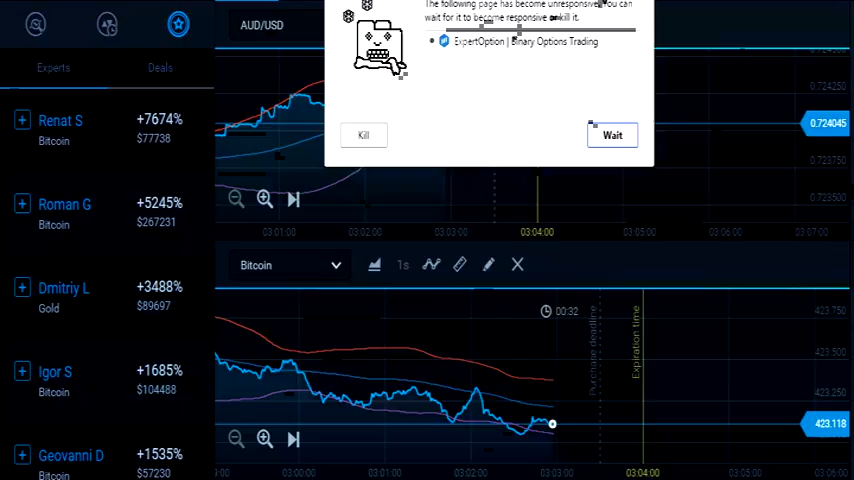 AUD/USD
The following page has become unresponsive. You can
wait for it to become responsive or kill it.
ExpertOption | Binary Options Trading
Kill
Wait
Experts
Deals
Renat S
Bitcoin
+7674%
$77738
Roman G
Bitcoin
+5245%
$267231
Dmitriy L
Gold
+3488%
$89697
Igor S
Bitcoin
+1685%
$104488
Geovanni D
Bitcoin
+1535%
$57230
0.724250
0.724045
0.723750
0.723500
03:01:00
03:02:00
03:03:00
03:04:00
03:05:00
03:06:00
03:07:00
Bitcoin
1s
00:32
Purchase deadline
Expiration time
423.750
423.500
423.250
423.118
03:00:00
03:01:00
03:02:00
03:03:00
03:04:00
03:05:00
03:06:00